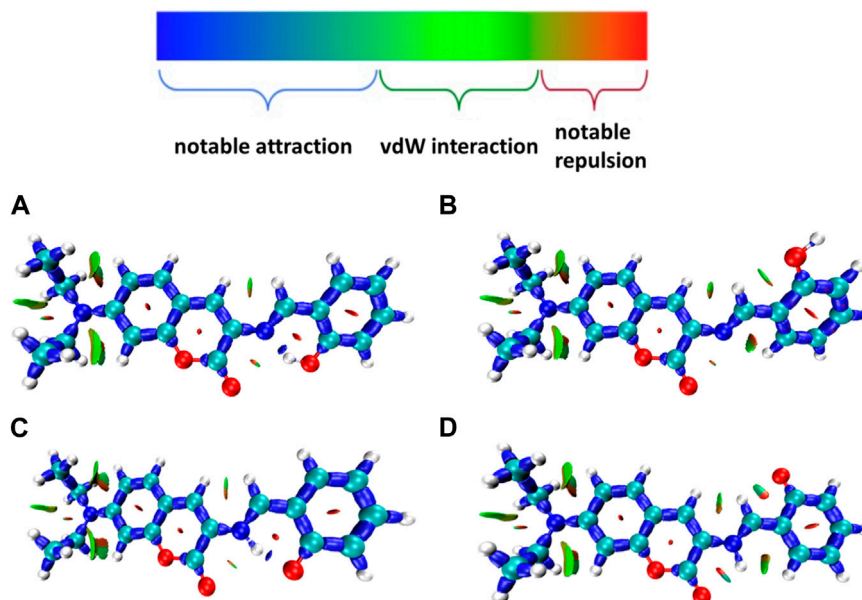 notable attraction
vdW interaction
notable
repulsion
A
B
C
D